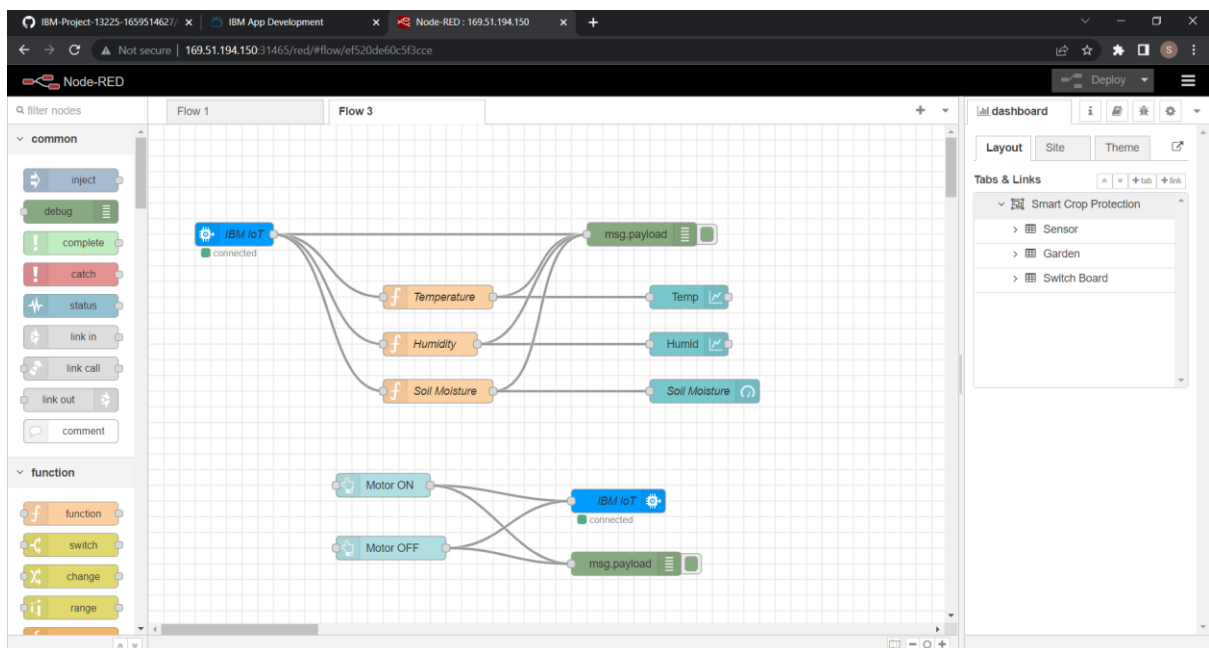 IBM-Project-13225-1659514627/
IBM App Development
Node-RED : 169.51.194.150
Not secure | 169.51.194.150:31465/red/#flow/ef520de60c5f3cce
S
Node-RED
Deploy
filter nodes
Flow 1
Flow 3
dashboard
common
inject
debug
complete
catch
status
link in
link call
link out
comment
function
function
switch
change
range
IBM IoT
connected
msg.payload
Temperature
Temp
Humidity
Humid
Soil Moisture
Soil Moisture
Motor ON
IBM IoT
connected
Motor OFF
msg.payload
Layout
Site
Theme
Tabs & Links
+ tab
+ link
Smart Crop Protection
Sensor
Garden
Switch Board